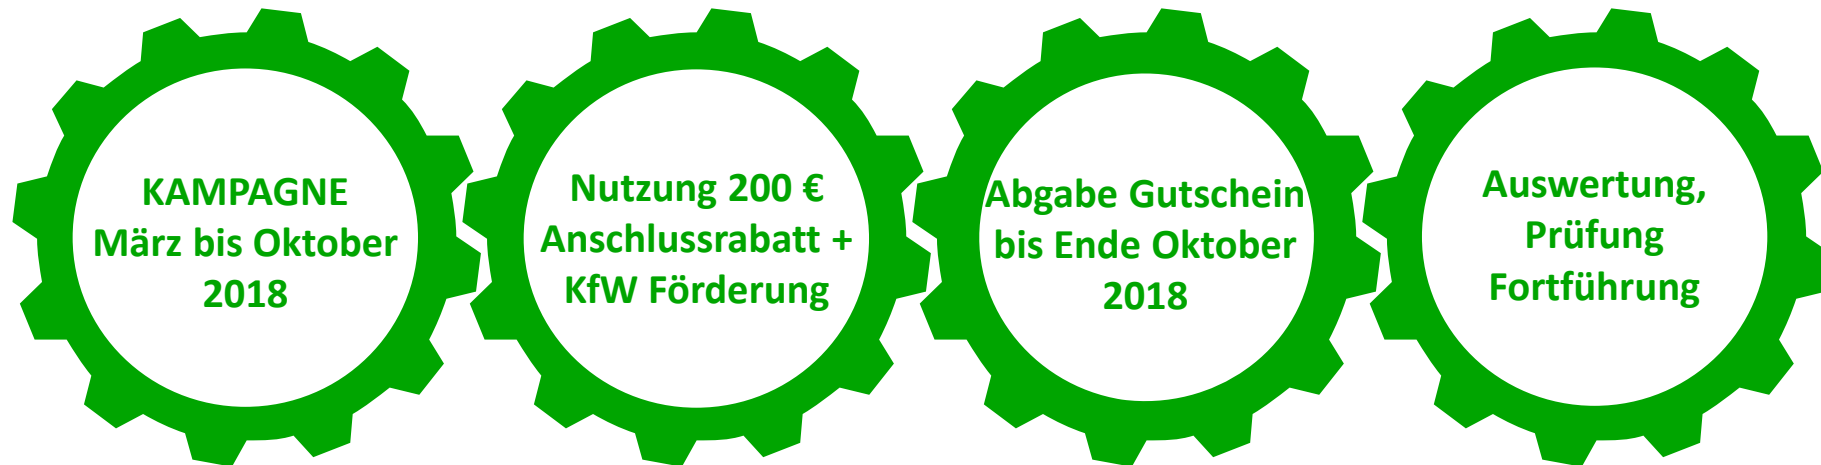 KAMPAGNE
März bis Oktober
2018
Nutzung 200 €
Anschlussrabatt +
KfW Förderung
Abgabe Gutschein
bis Ende Oktober
2018
Auswertung,
Prüfung
Fortführung